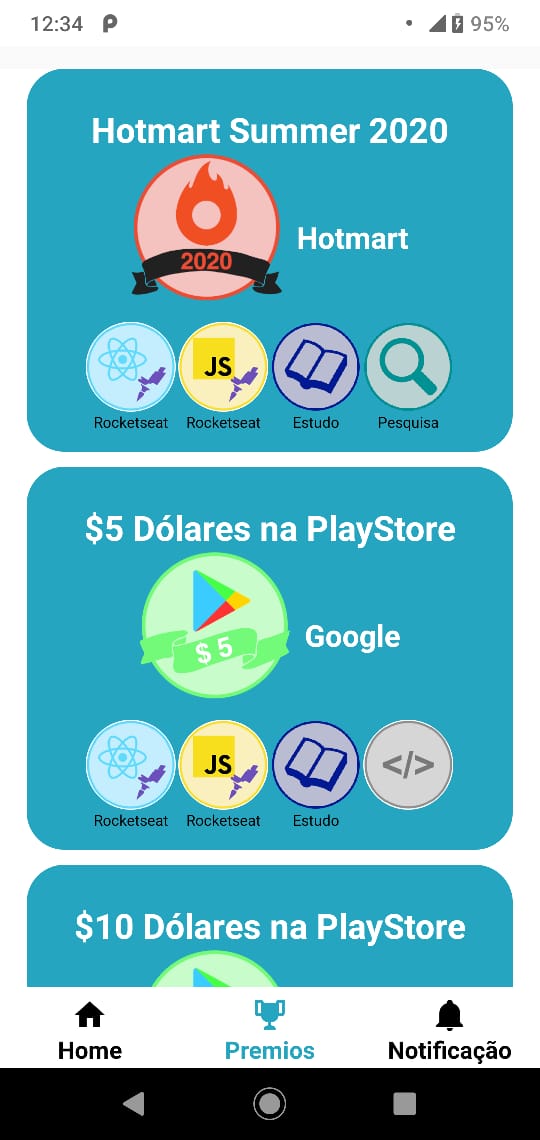 12:34
95%
Hotmart Summer 2020
2020
Hotmart
JS
Rocketseat Rocketseat Estudo Pesquisa
$5 Dólares na PlayStore
$ 5
Google
JS
</>
Rocketseat Rocketseat Estudo
$10 Dólares na PlayStore
Home Premios Notificação